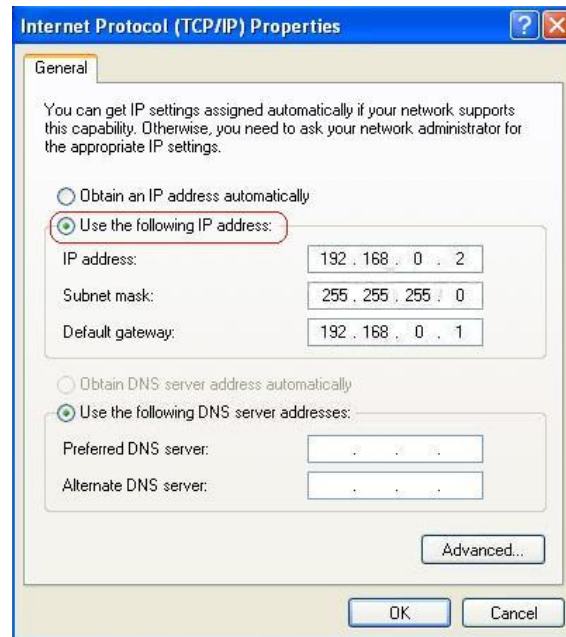 Internet Protocol (TCP/IP) Properties
General
You can get IP settings assigned automatically if your network supports
this capability. Otherwise, you need to ask your network administrator for
the appropriate IP settings.
Obtain an IP address automatically
Use the following IP address:
IP address: 192 . 168 . 0 . 2
Subnet mask: 255 . 255 . 255 . 0
Default gateway: 192 . 168 . 0 . 1
Obtain DNS server address automatically
Use the following DNS server addresses:
Preferred DNS server: . . .
Alternate DNS server: . . .
Advanced...
OK Cancel